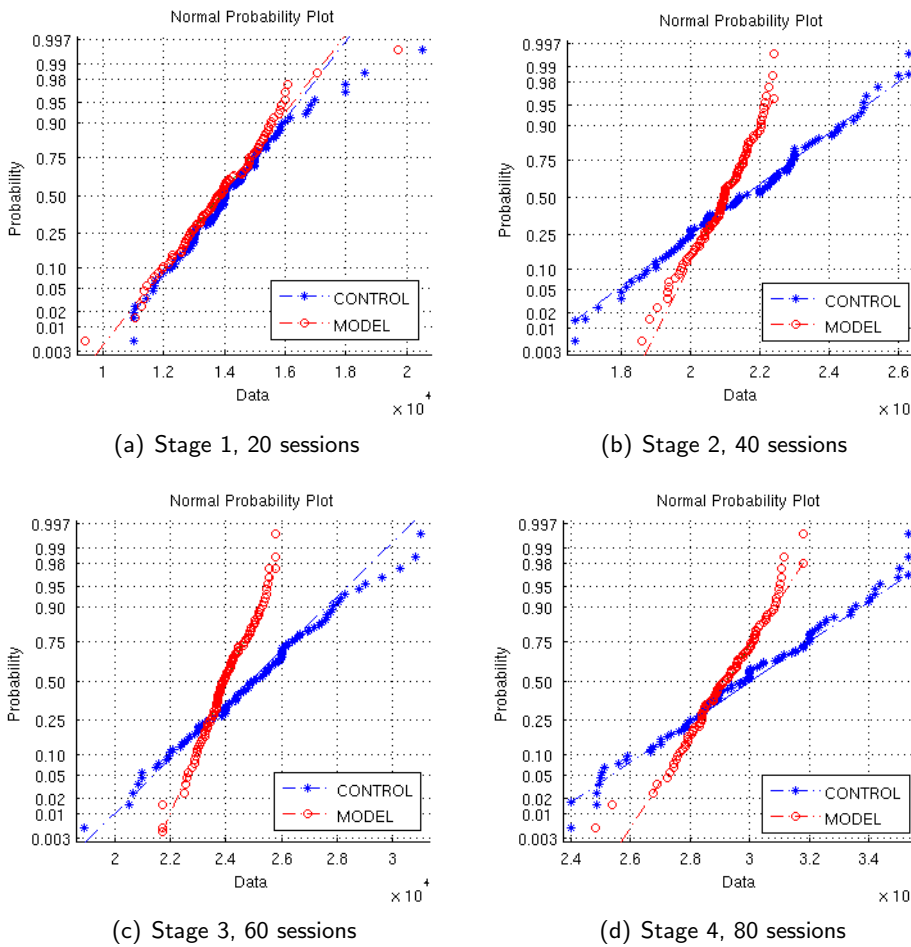 Normal Probability Plot
0.997
0.99
0.98
0.95
0.90
0.75
0.50
0.25
0.10
0.05
0.02
0.01
0.003
Probability
CONTROL
MODEL
1 1.2 1.4 1.6 1.8 2
Data
× 10⁴
(a) Stage 1, 20 sessions
Normal Probability Plot
0.997
0.99
0.98
0.95
0.90
0.75
0.50
0.25
0.10
0.05
0.02
0.01
0.003
Probability
CONTROL
MODEL
1.8 2 2.2 2.4 2.6
Data
× 10
(b) Stage 2, 40 sessions
Normal Probability Plot
0.997
0.99
0.98
0.95
0.90
0.75
0.50
0.25
0.10
0.05
0.02
0.01
0.003
Probability
CONTROL
MODEL
2 2.2 2.4 2.6 2.8 3
Data
× 10⁴
(c) Stage 3, 60 sessions
Normal Probability Plot
0.997
0.99
0.98
0.95
0.90
0.75
0.50
0.25
0.10
0.05
0.02
0.01
0.003
Probability
CONTROL
MODEL
2.4 2.6 2.8 3 3.2 3.4
Data
× 10
(d) Stage 4, 80 sessions